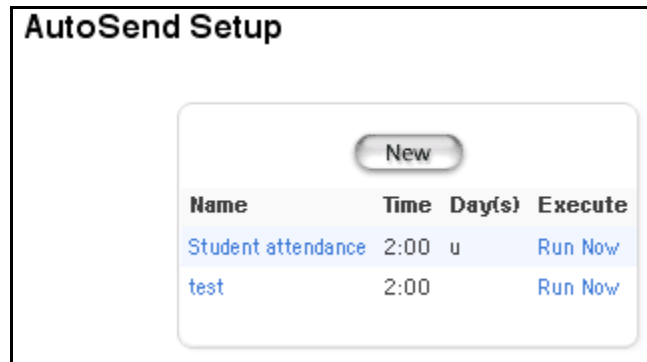 AutoSend Setup
New
Name Time Day(s) Execute
Student attendance 2:00 u Run Now
test 2:00 Run Now